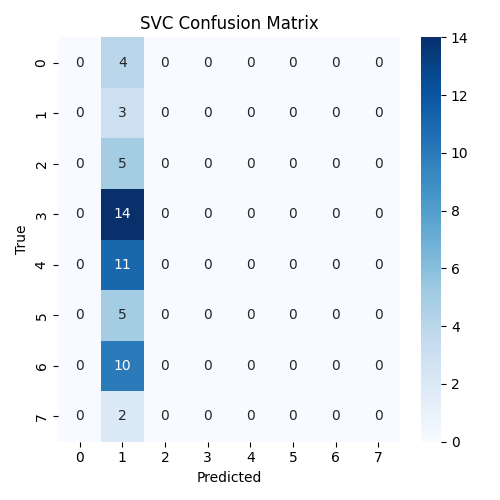 SVC Confusion Matrix
0 0 4 0 0 0 0 0 0
1 0 3 0 0 0 0 0 0
2 0 5 0 0 0 0 0 0
3 0 14 0 0 0 0 0 0
4 0 11 0 0 0 0 0 0
5 0 5 0 0 0 0 0 0
6 0 10 0 0 0 0 0 0
7 0 2 0 0 0 0 0 0
0 1 2 3 4 5 6 7
Predicted
True
14
12
10
8
6
4
2
0